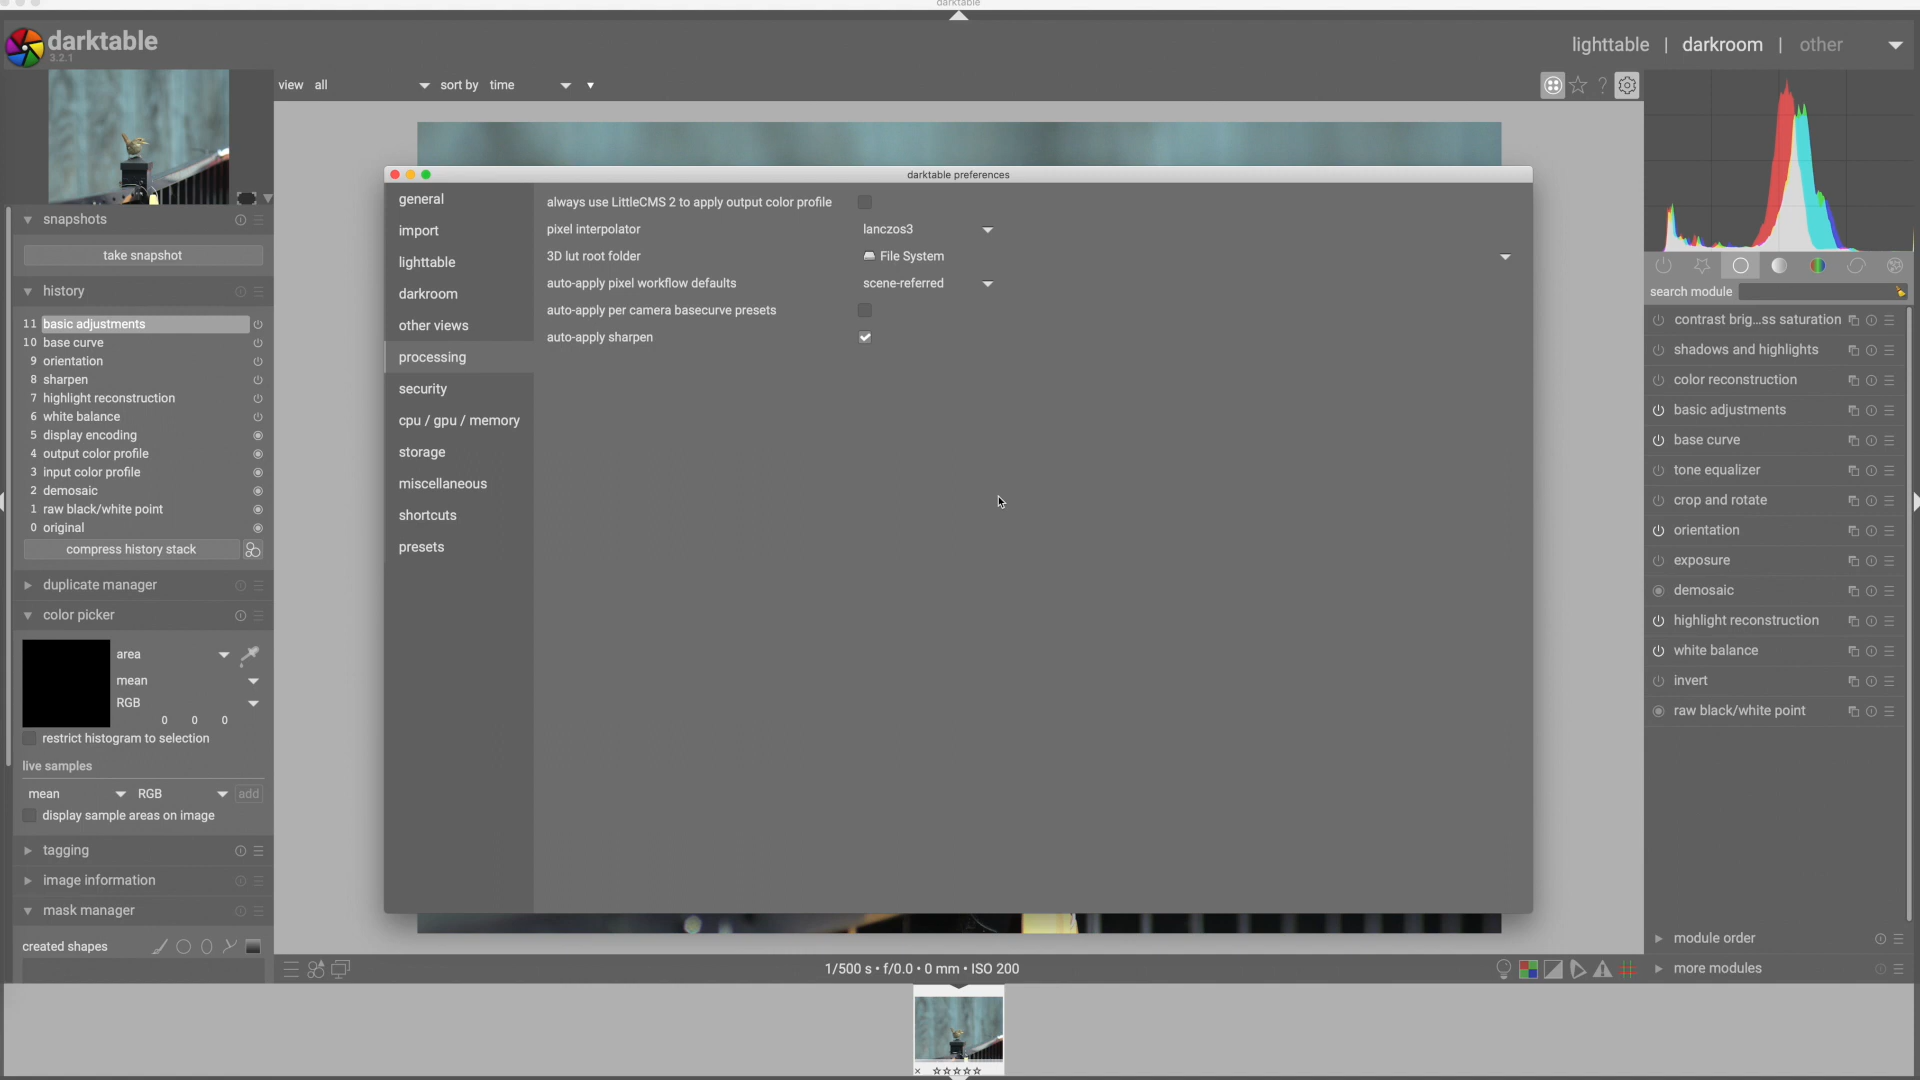 darktable
darktable
3.2.1
lighttable | darkroom | other
view all sort by time
?
darktable preferences
snapshots
take snapshot
history
11 basic adjustments
10 base curve
9 orientation
8 sharpen
7 highlight reconstruction
6 white balance
5 display encoding
4 output color profile
3 input color profile
2 demosaic
1 raw black/white point
0 original
compress history stack
duplicate manager
color picker
area
mean
RGB
0 0 0
restrict histogram to selection
live samples
mean RGB add
display sample areas on image
tagging
image information
mask manager
created shapes
general
import
lighttable
darkroom
other views
processing
security
cpu / gpu / memory
storage
miscellaneous
shortcuts
presets
always use LittleCMS 2 to apply output color profile
pixel interpolator lanczos3
3D lut root folder File System
auto-apply pixel workflow defaults scene-referred
auto-apply per camera basecurve presets
auto-apply sharpen
1/500 s • f/0.0 • 0 mm • ISO 200
search module
contrast brig...ss saturation
shadows and highlights
color reconstruction
basic adjustments
base curve
tone equalizer
crop and rotate
orientation
exposure
demosaic
highlight reconstruction
white balance
invert
raw black/white point
module order
more modules